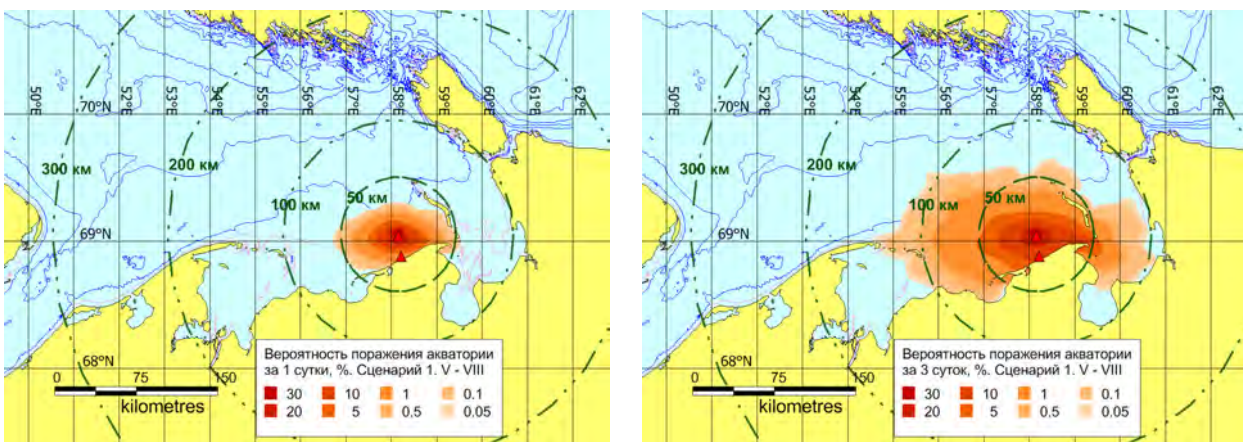 50°E 51°E 52°E 53°E 54°E 55°E 56°E 57°E 58°E 59°E 60°E 61°E 62°E
70°N
300 км
200 км
100 км
50 км
69°N
68°N
0 75 150
kilometres
Вероятность поражения акватории
за 1 сутки, %. Сценарий 1. V - VIII
30 10 1 0.1
20 5 0.5 0.05
50°E 51°E 52°E 53°E 54°E 55°E 56°E 57°E 58°E 59°E 60°E 61°E 62°E
70°N
300 км
200 км
100 км
50 км
69°N
68°N
0 75 150
kilometres
Вероятность поражения акватории
за 3 суток, %. Сценарий 1. V - VIII
30 10 1 0.1
20 5 0.5 0.05